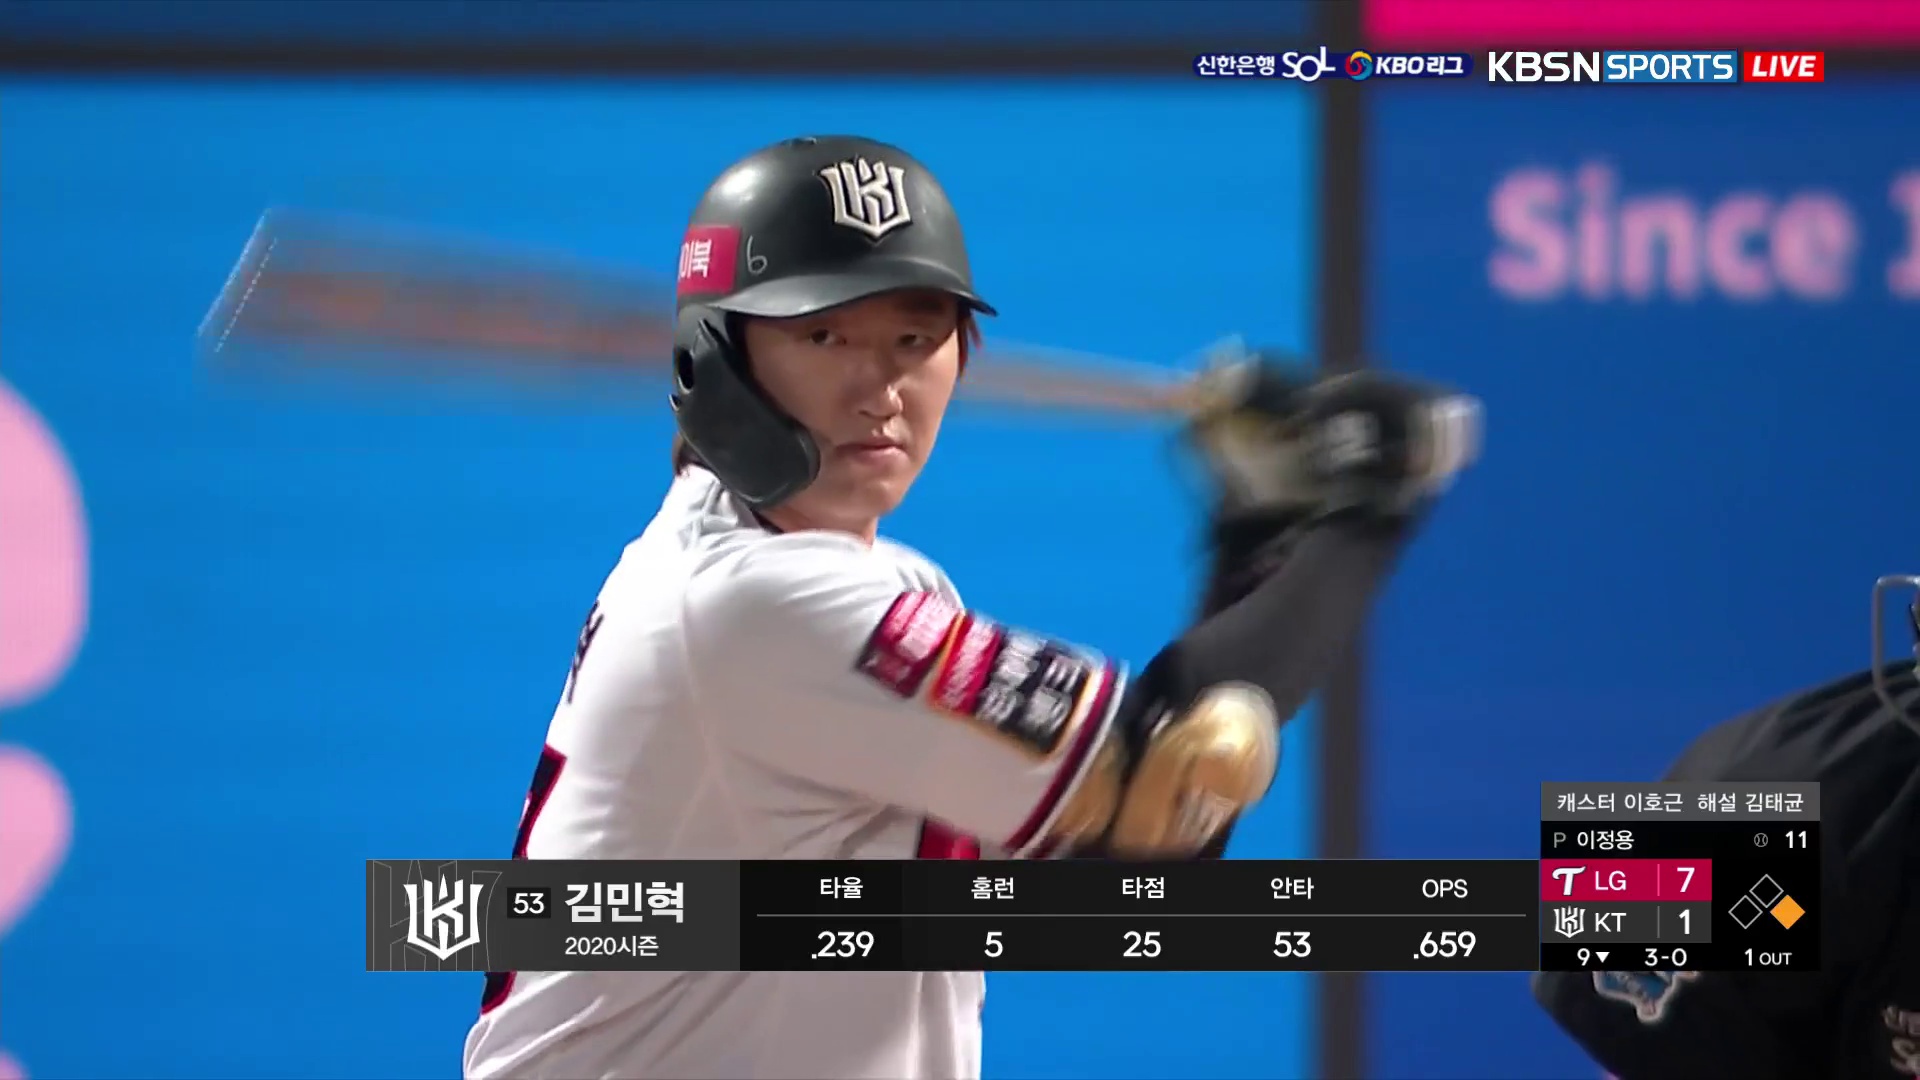 신한은행 SOL KBO 리그 KBSN SPORTS LIVE
Since
이북
6
캐스터 이호근 해설 김태균
P 이정용 11
LG 7
KT 1
9▼ 3-0 1 OUT
53 김민혁
2020시즌
타율 홈런 타점 안타 OPS
.239 5 25 53 .659